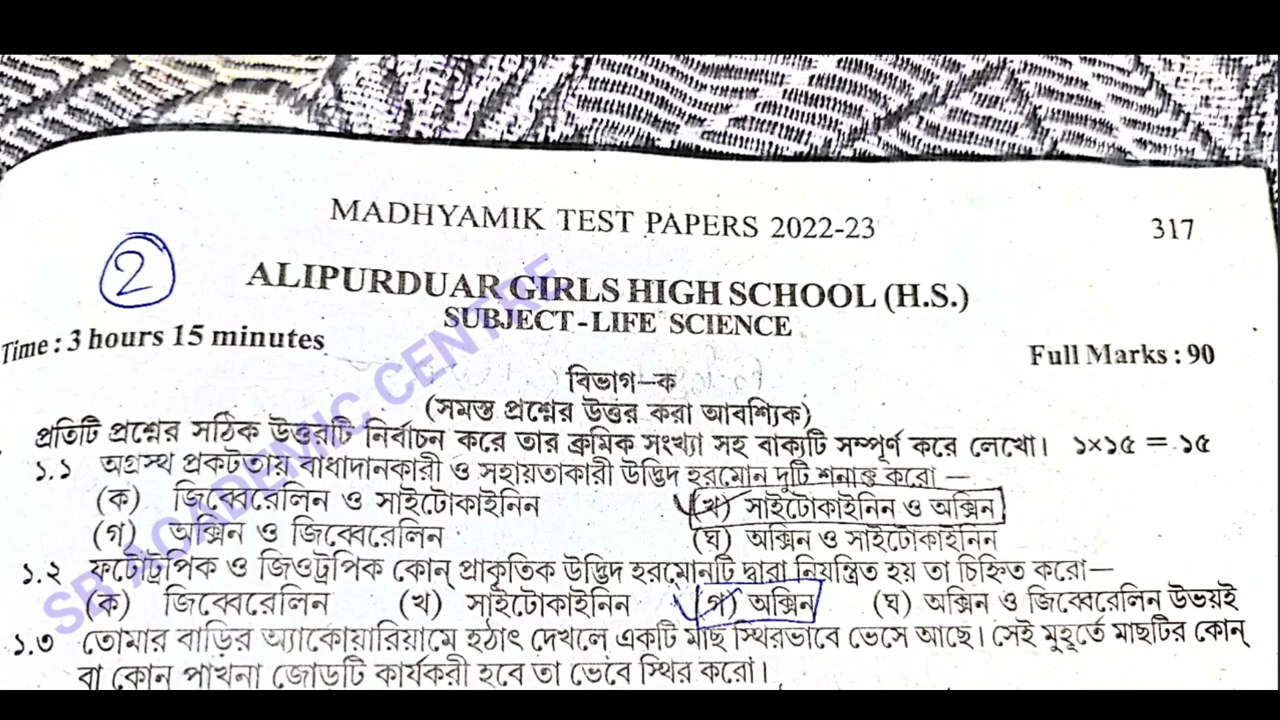 MADHYAMIK TEST PAPERS 2022-23 317
2
ALIPURDUAR GIRLS HIGH SCHOOL (H.S.)
SUBJECT-LIFE SCIENCE
Time : 3 hours 15 minutes Full Marks : 90
বিভাগ-ক
(সমস্ত প্রশ্নের উত্তর করা আবশ্যিক)
প্রতিটি প্রশ্নের সঠিক উত্তরটি নির্বাচন করে তার ক্রমিক সংখ্যা সহ বাক্যটি সম্পূর্ণ করে লেখো। ১×১৫ = ১৫
১.১ অগ্রস্থ প্রকটতায় বাধাদানকারী ও সহায়তাকারী উদ্ভিদ হরমোন দুটি শনাক্ত করো —
(ক) জিব্বেরেলিন ও সাইটোকাইনিন (খ) সাইটোকাইনিন ও অক্সিন
(গ) অক্সিন ও জিব্বেরেলিন (ঘ) অক্সিন ও সাইটোকাইনিন
১.২ ফটোট্রপিক ও জিওট্রপিক কোন্ প্রাকৃতিক উদ্ভিদ হরমোনটি দ্বারা নিয়ন্ত্রিত হয় তা চিহ্নিত করো—
(ক) জিব্বেরেলিন (খ) সাইটোকাইনিন (গ) অক্সিন (ঘ) অক্সিন ও জিব্বেরেলিন উভয়ই
১.৩ তোমার বাড়ির অ্যাকোয়ারিয়ামে হঠাৎ দেখলে একটি মাছ স্থিরভাবে ভেসে আছে। সেই মুহূর্তে মাছটির কোন্
বা কোন পাখনা জোড়টি কার্যকরী হবে তা ভেবে স্থির করো।
SB ACADEMIC CENTRE